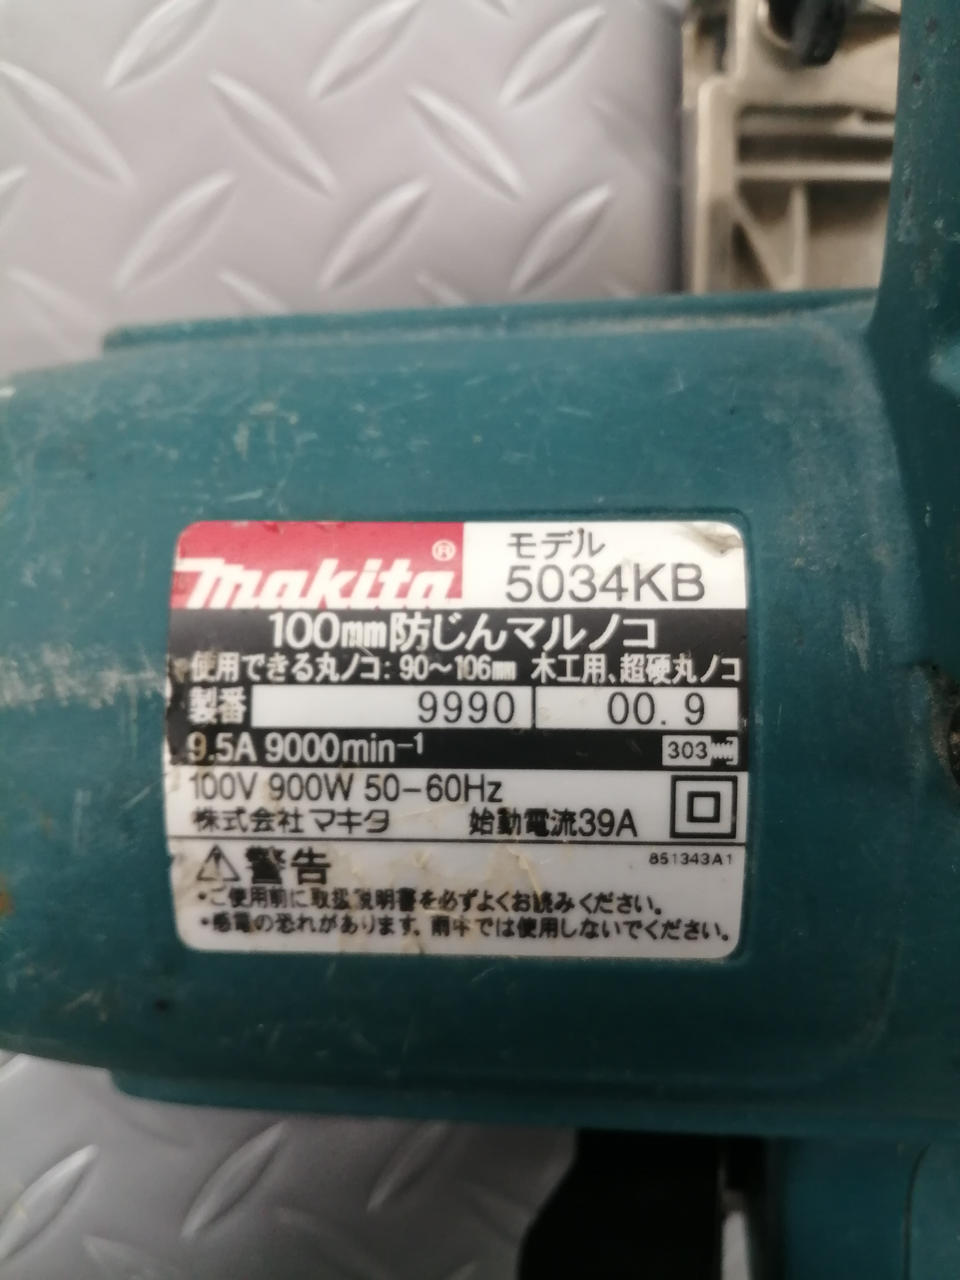 makita®
モデル
5034KB
100mm防じんマルノコ
使用できる丸ノコ:90〜106mm 木工用、超硬丸ノコ
製番 9990 00.9
9.5A 9000min-1 303
100V 900W 50-60Hz
株式会社 マキタ 始動電流39A
警告 851343A1
・ご使用前に取扱説明書を必ずよくお読みください。
・感電の恐れがあります。雨中では使用しないでください。